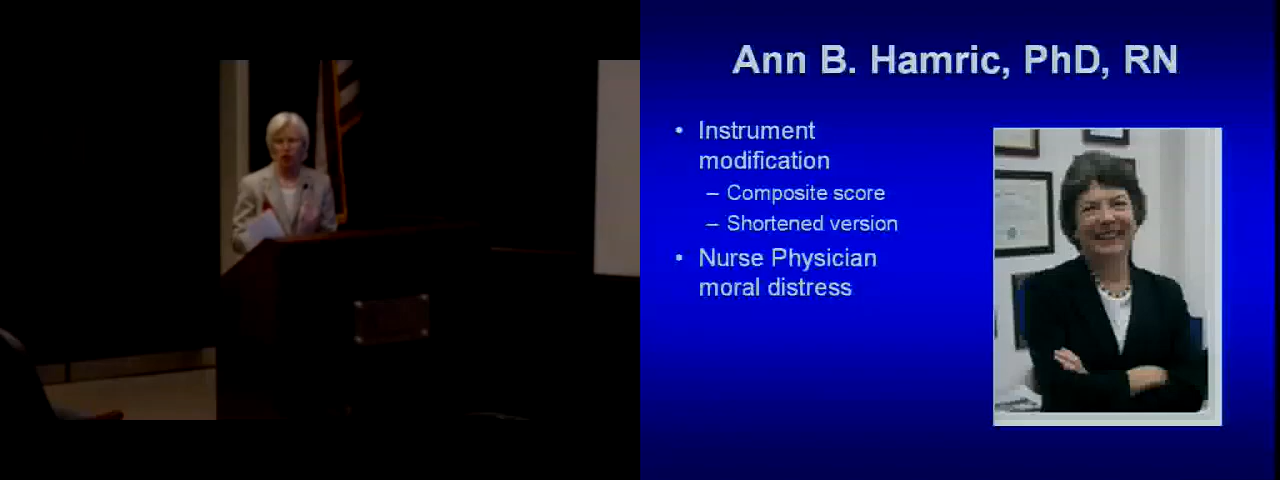 Ann B. Hamric, PhD, RN
• Instrument
modification
– Composite score
– Shortened version
• Nurse Physician
moral distress